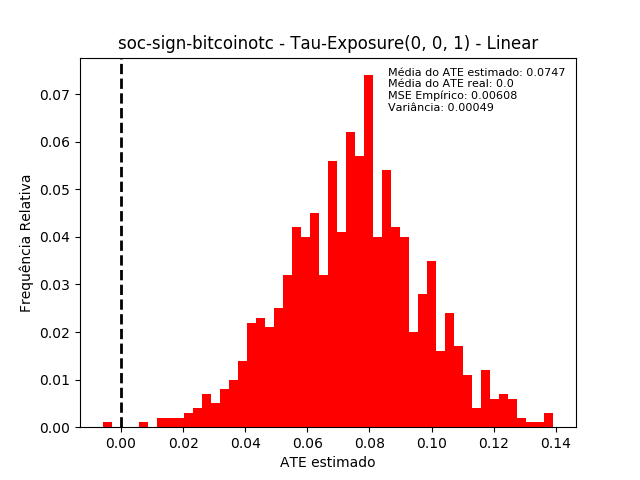 soc-sign-bitcoinotc - Tau-Exposure(0, 0, 1) - Linear
Média do ATE estimado: 0.0747
Média do ATE real: 0.0
MSE Empírico: 0.00608
Variância: 0.00049
Frequência Relativa
0.07
0.06
0.05
0.04
0.03
0.02
0.01
0.00
0.00 0.02 0.04 0.06 0.08 0.10 0.12 0.14
ATE estimado